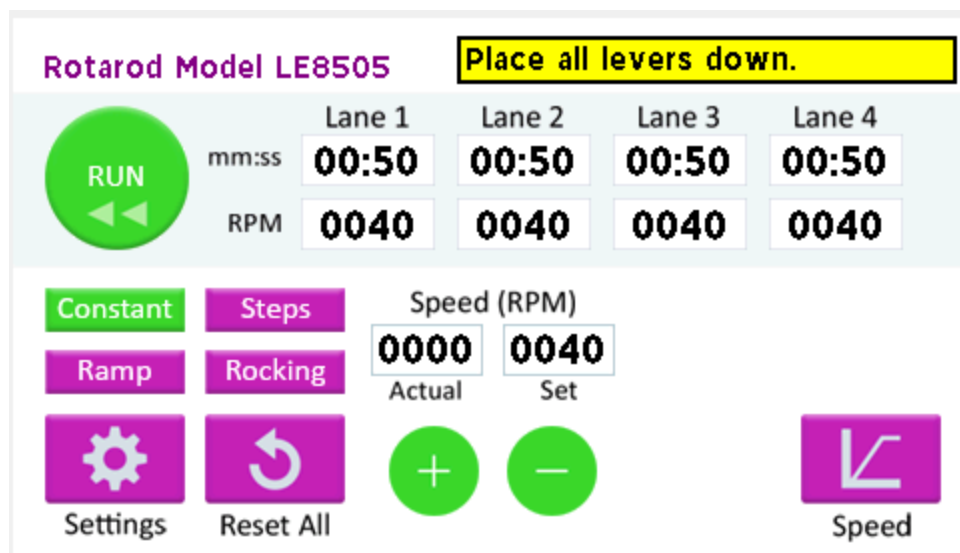 Rotarod Model LE8505
Place all levers down.
Lane 1 Lane 2 Lane 3 Lane 4
RUN
mm:ss 00:50 00:50 00:50 00:50
RPM 0040 0040 0040 0040
Constant Steps
Speed (RPM)
0000 0040
Ramp Rocking
Actual Set
+ −
Settings Reset All Speed